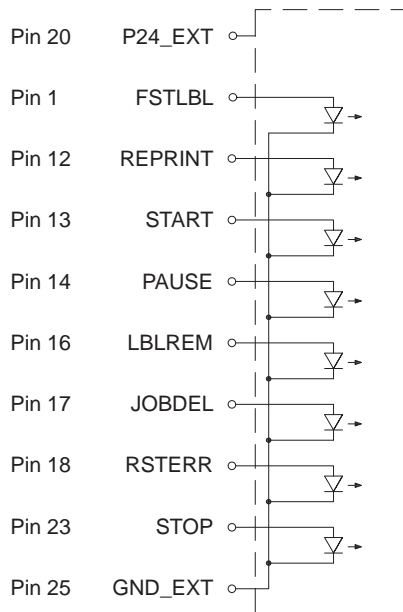 Pin 20 P24_EXT
Pin 1 FSTLBL
Pin 12 REPRINT
Pin 13 START
Pin 14 PAUSE
Pin 16 LBLREM
Pin 17 JOBDEL
Pin 18 RSTERR
Pin 23 STOP
Pin 25 GND_EXT